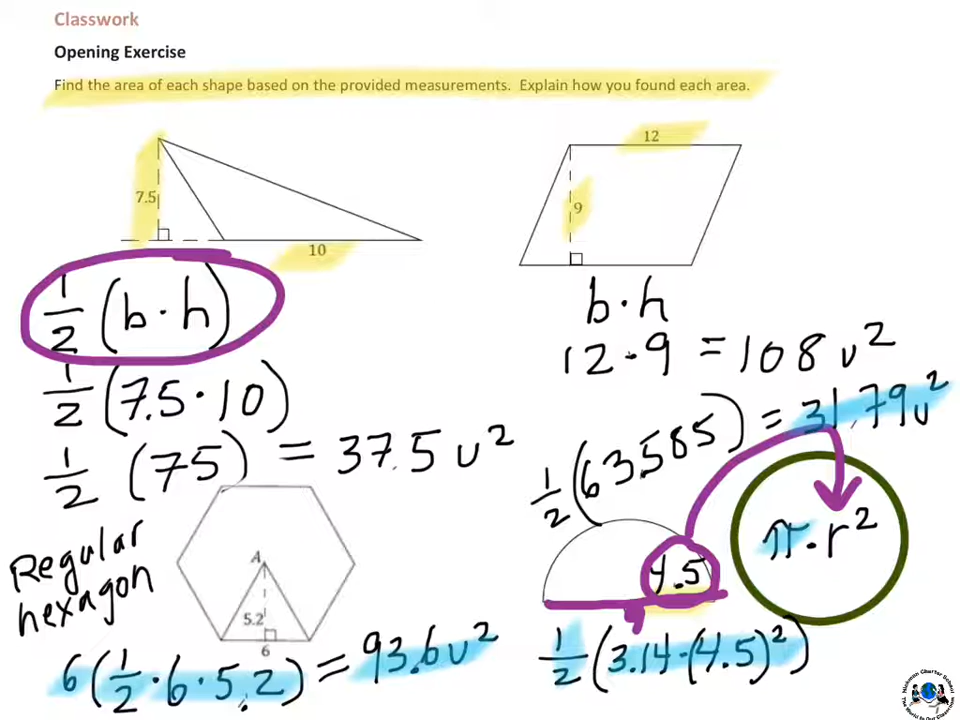 Classwork
Opening Exercise
Find the area of each shape based on the provided measurements. Explain how you found each area.
7.5
10
12
9
1/2 (b · h)
1/2 (7.5 · 10)
1/2 (75) = 37.5 u²
b · h
12 · 9 = 108 u²
1/2 (63.585) = 31.79 u²
π · r²
4.5
Regular
hexagon
A
5.2
6
6(1/2 · 6 · 5.2) = 93.6 u²
1/2 (3.14 · (4.5)²)
Ninkman Charter School